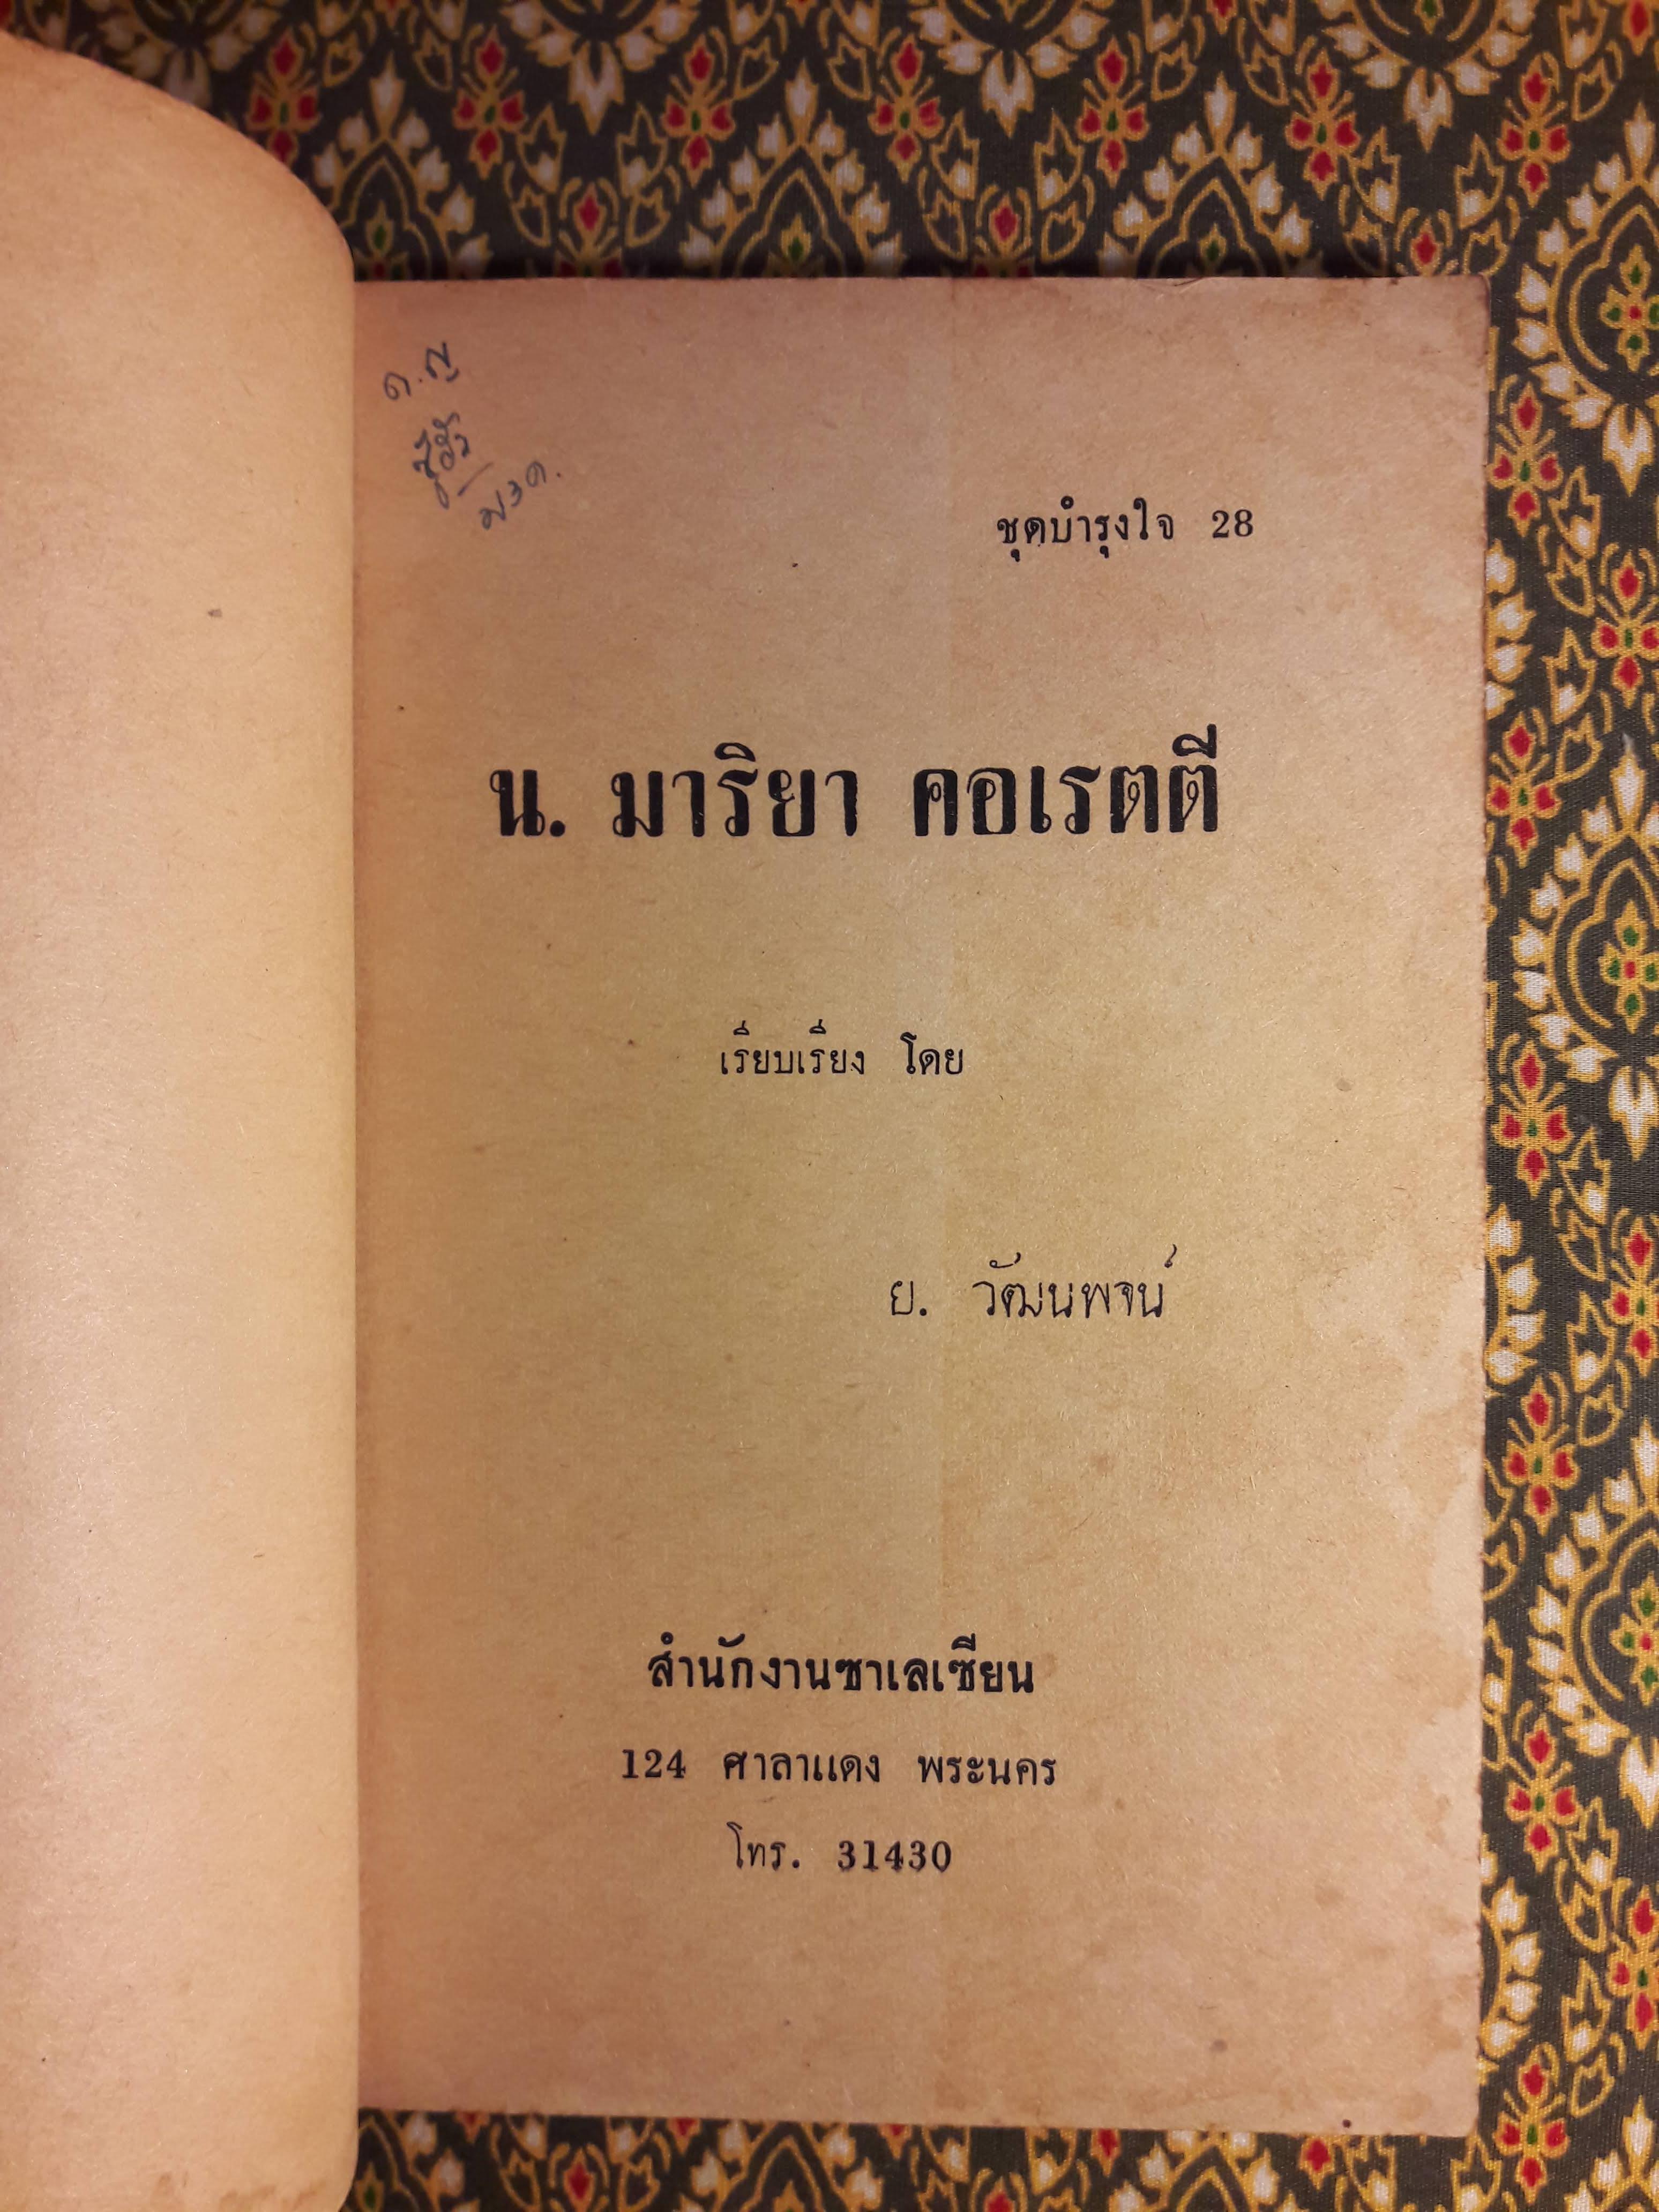 ด.ญ
ชุดบำรุงใจ 28
น. มาริยา คอเรตตี
เรียบเรียง โดย
ย. วัฒนพจน์
สำนักงานซาเลเซียน
124 ศาลาแดง พระนคร
โทร. 31430